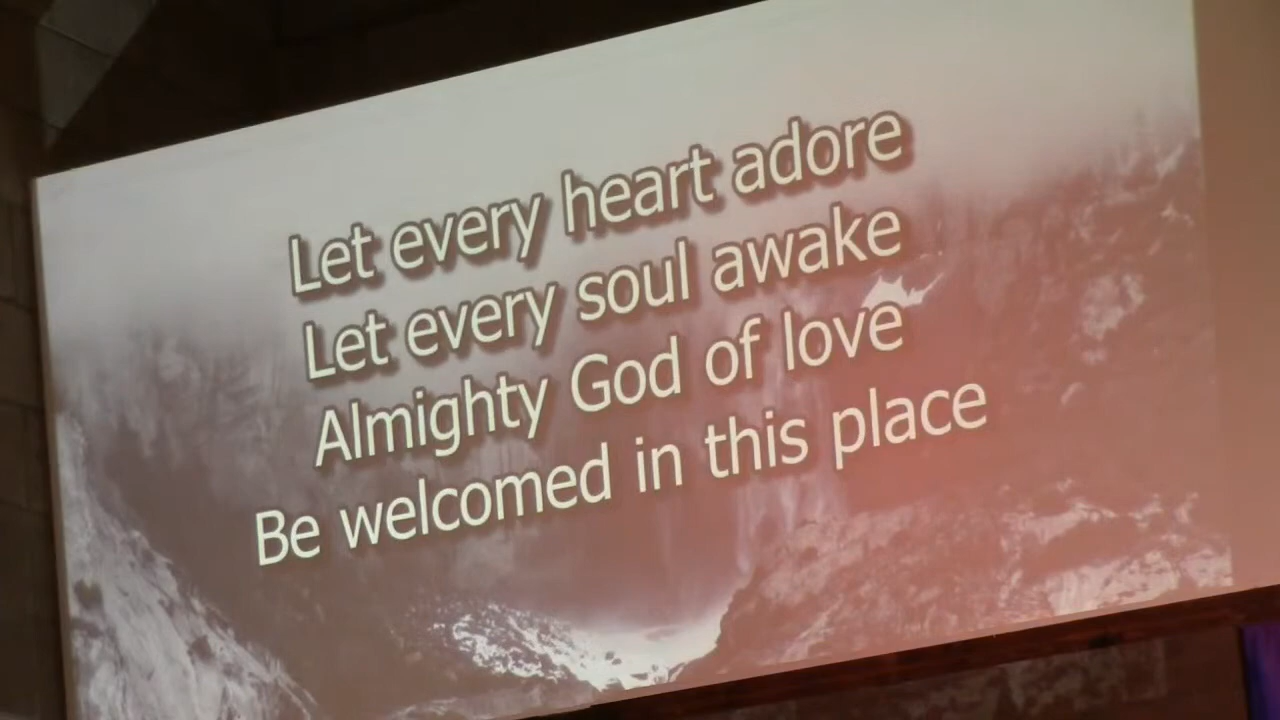 Let every heart adore
Let every soul awake
Almighty God of love
Be welcomed in this place